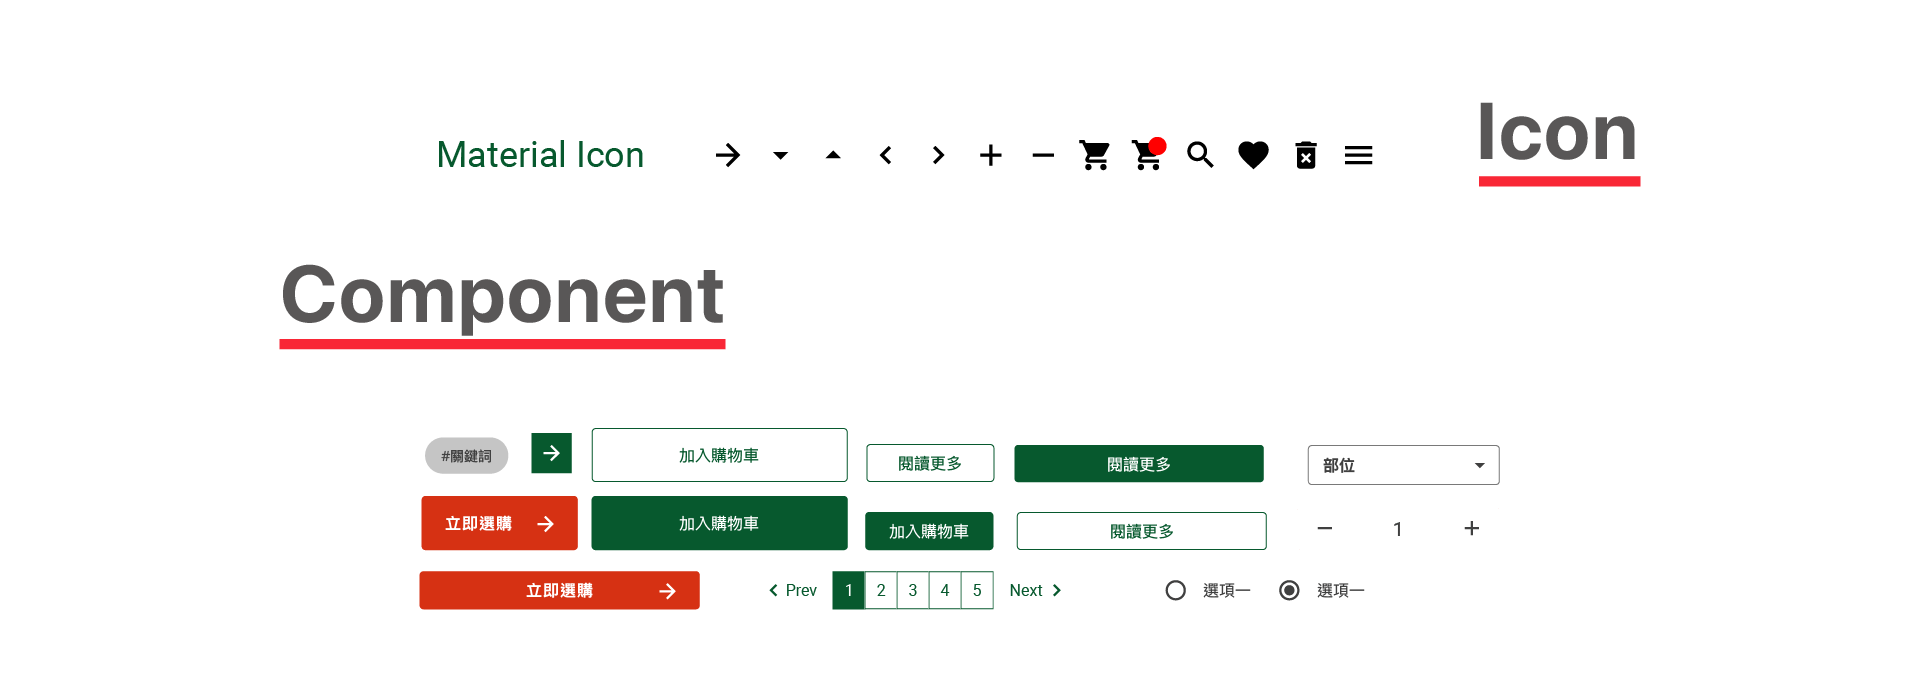 Icon
Material Icon
Component
#關鍵詞
加入購物車
閱讀更多
閱讀更多
部位
立即選購
加入購物車
加入購物車
閱讀更多
1
立即選購
Prev 1 2 3 4 5 Next
選項一
選項一